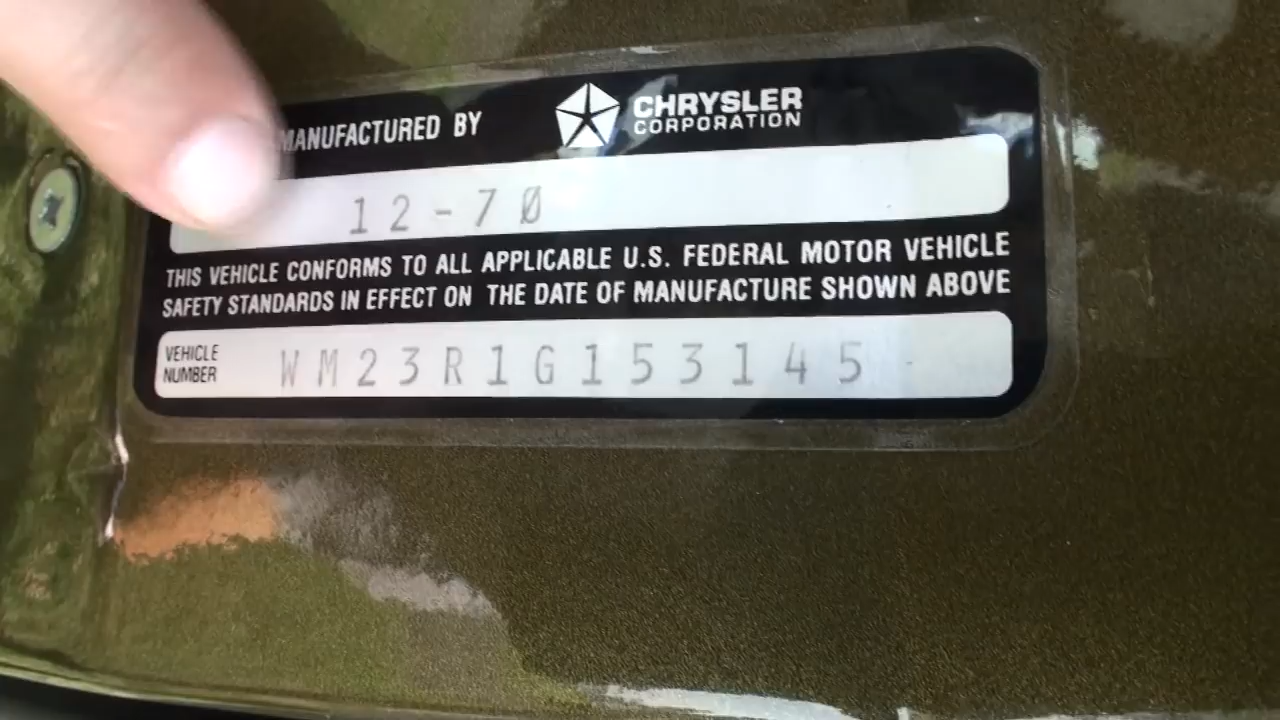 MANUFACTURED BY CHRYSLER CORPORATION
12-70
THIS VEHICLE CONFORMS TO ALL APPLICABLE U.S. FEDERAL MOTOR VEHICLE
SAFETY STANDARDS IN EFFECT ON THE DATE OF MANUFACTURE SHOWN ABOVE
VEHICLE NUMBER WM23R1G153145